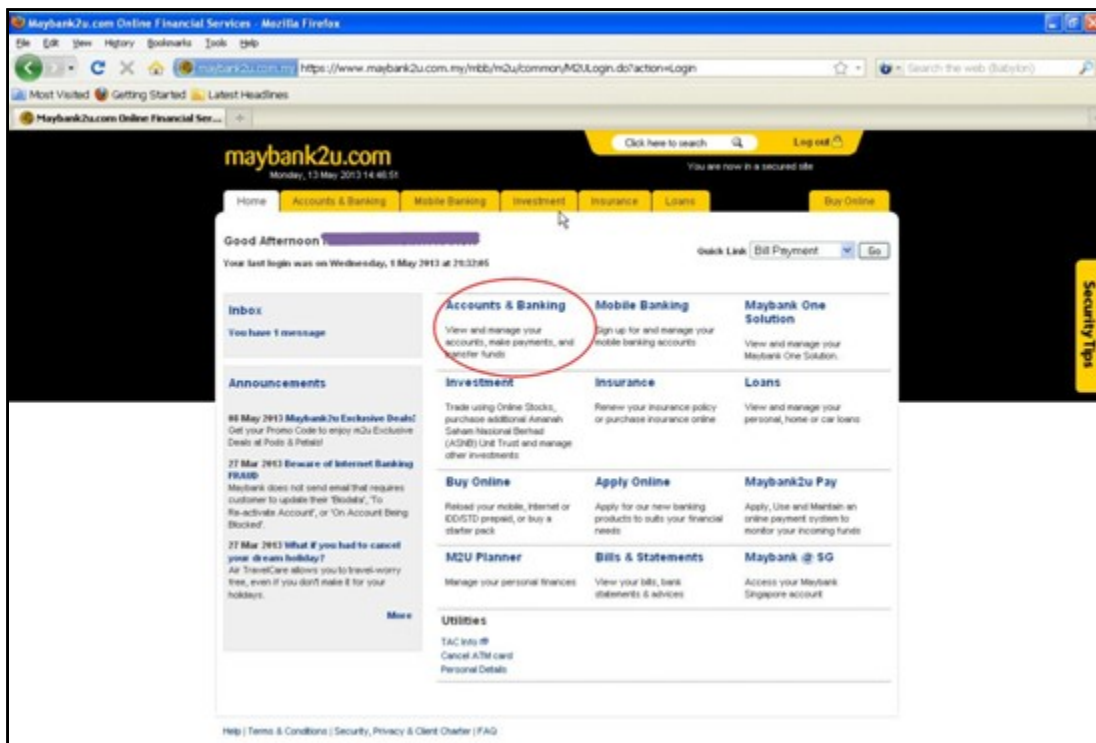 Maybank2u.com Online Financial Services - Mozilla Firefox
File Edit View History Bookmarks Tools Help
maybank2u.com.my https://www.maybank2u.com.my/mbb/m2u/common/M2ULogin.do?action=Login
Search the web (Babylon)
Most Visited Getting Started Latest Headlines
Maybank2u.com Online Financial Ser...
Click here to search
Log out
maybank2u.com
Monday, 13 May 2013 14:46:51
You are now in a secured site
Home Accounts & Banking Mobile Banking Investment Insurance Loans Buy Online
Good Afternoon
Quick Link Bill Payment Go
Your last login was on Wednesday, 1 May 2013 at 21:32:05
Security Tips
Inbox
You have 1 message
Announcements
08 May 2013 Maybank2u Exclusive Deals!
Get your Promo Code to enjoy m2u Exclusive
Deals at Pods & Petals!
27 Mar 2013 Beware of Internet Banking
FRAUD
Maybank does not send email that requires
customer to update their 'Biodata', 'To
Re-activate Account', or 'On Account Being
Blocked'.
27 Mar 2013 What if you had to cancel
your dream holiday?
Air TravelCare allows you to travel-worry
free, even if you don't make it for your
holidays.
More
Accounts & Banking
View and manage your
accounts, make payments, and
transfer funds
Mobile Banking
Sign up for and manage your
mobile banking accounts
Maybank One
Solution
View and manage your
Maybank One Solution.
Investment
Trade using Online Stocks,
purchase additional Amanah
Saham Nasional Berhad
(ASNB) Unit Trust and manage
other investments
Insurance
Renew your insurance policy
or purchase insurance online
Loans
View and manage your
personal, home or car loans
Buy Online
Reload your mobile, Internet or
IDD/STD prepaid, or buy a
starter pack
Apply Online
Apply for our new banking
products to suits your financial
needs
Maybank2u Pay
Apply, Use and Maintain an
online payment system to
monitor your incoming funds
M2U Planner
Manage your personal finances
Bills & Statements
View your bills, bank
statements & advices
Maybank @ SG
Access your Maybank
Singapore account
Utilities
TAC Info
Cancel ATM card
Personal Details
Help | Terms & Conditions | Security, Privacy & Client Charter | FAQ